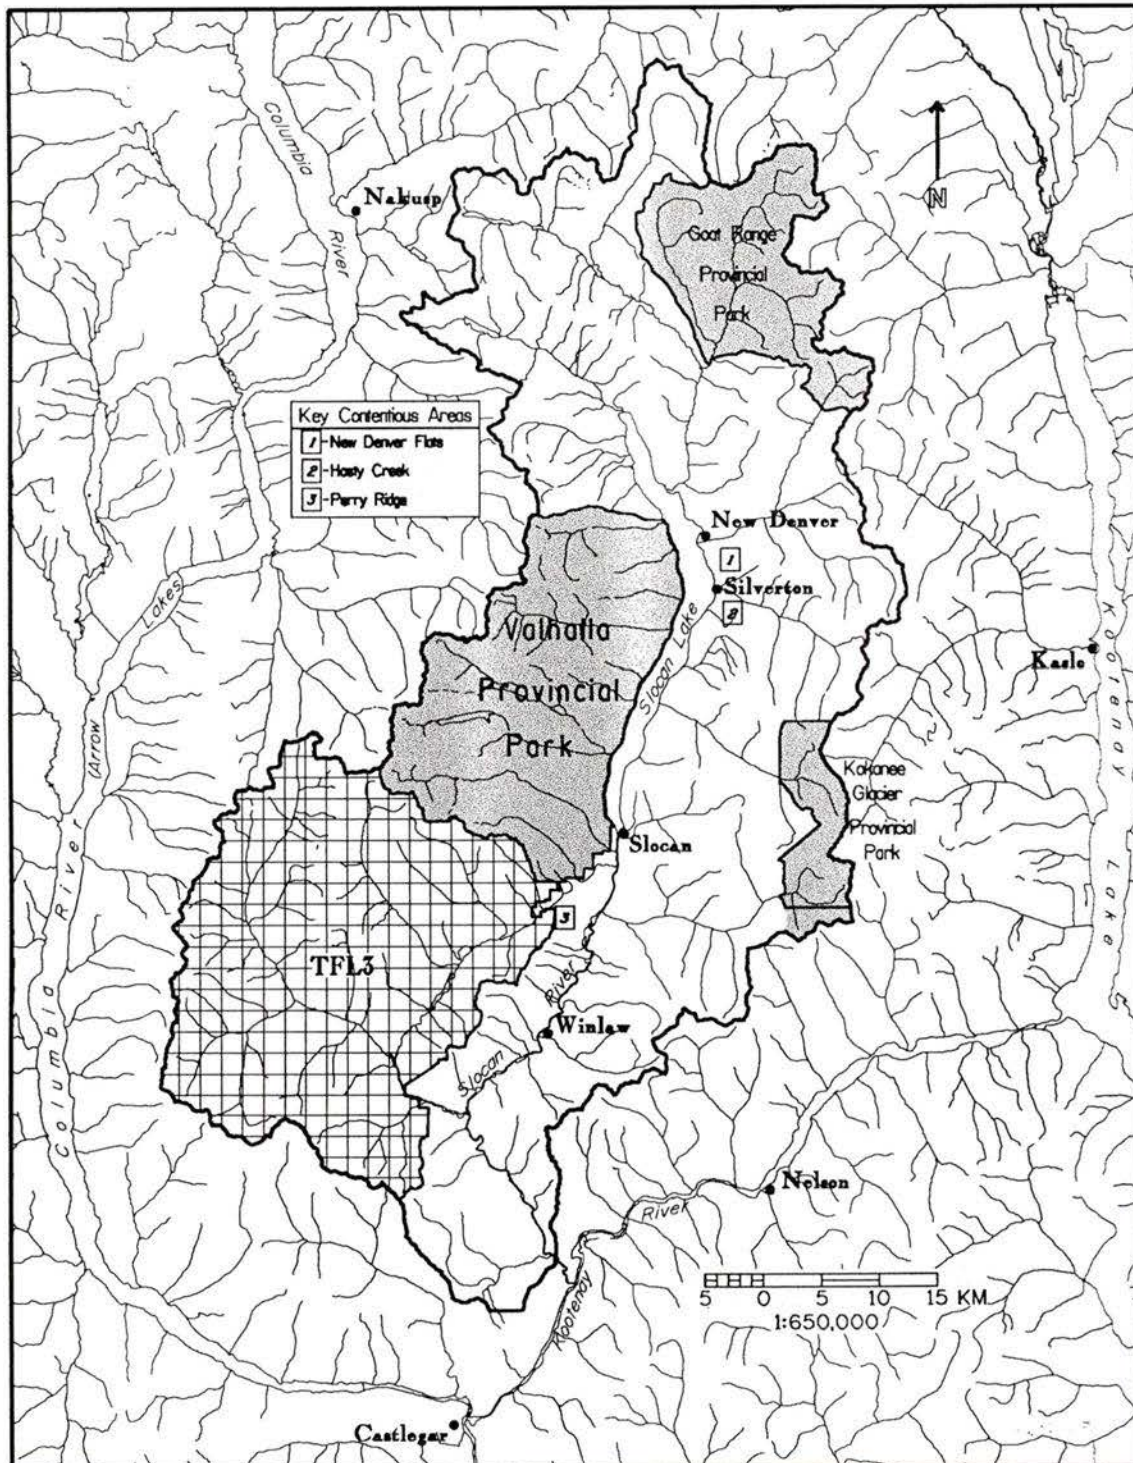 Columbia
River
Nakusp
N
Goat Range
Provincial
Park
Key Contentious Areas
1 - New Denver Flats
2 - Hasty Creek
3 - Perry Ridge
New Denver
1
Silverton
2
Lakes
(Arrow
River
Columbia
Valhalla
Provincial
Park
Slocan Lake
Kaslo
Kootenay Lake
Kokanee
Glacier
Provincial
Park
Slocan
3
TFL3
River
Winlaw
Slocan
Nelson
River
Kootenay
5 0 5 10 15 KM
1:650,000
Castlegar